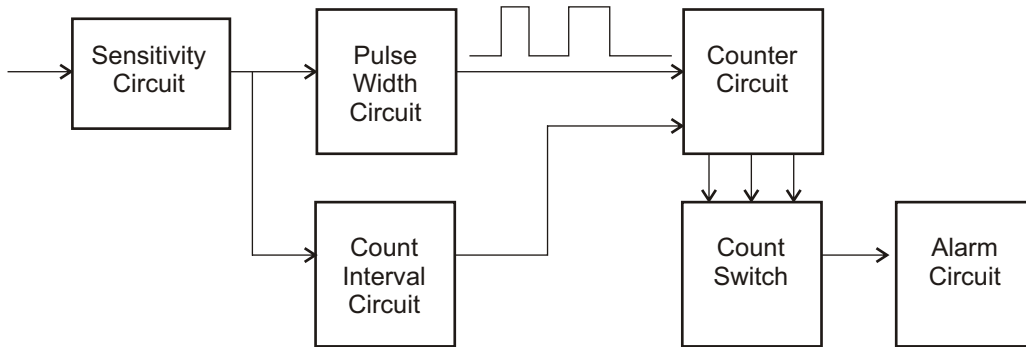 Sensitivity
Circuit
Pulse
Width
Circuit
Counter
Circuit
Count
Interval
Circuit
Count
Switch
Alarm
Circuit